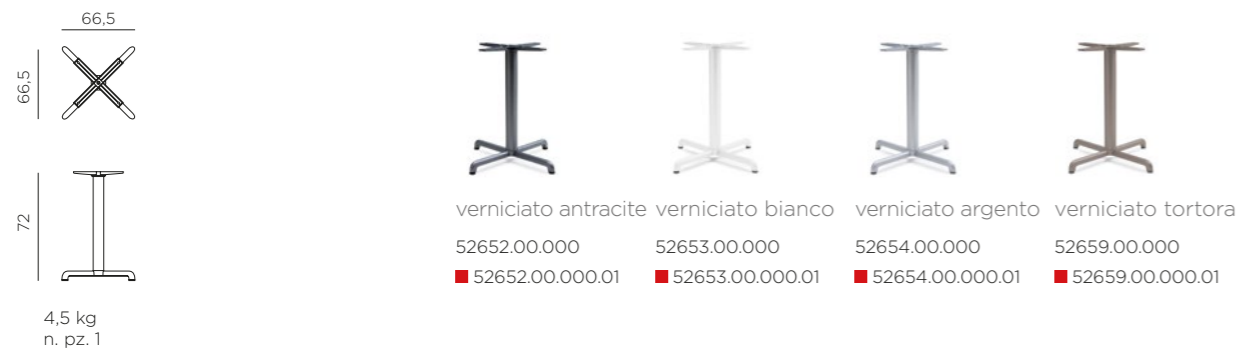 66,5
66,5
72
4,5 kg
n. pz. 1
verniciato antracite verniciato bianco verniciato argento verniciato tortora
52652.00.000 52653.00.000 52654.00.000 52659.00.000
52652.00.000.01 52653.00.000.01 52654.00.000.01 52659.00.000.01